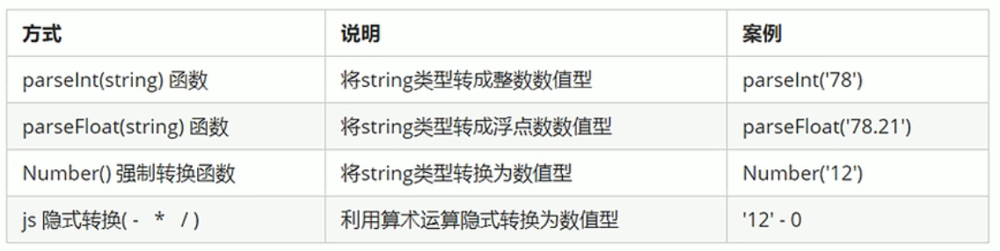 方式 说明 案例
parseInt(string) 函数 将string类型转成整数数值型 parseInt('78')
parseFloat(string) 函数 将string类型转成浮点数数值型 parseFloat('78.21')
Number() 强制转换函数 将string类型转换为数值型 Number('12')
js 隐式转换( - * / ) 利用算术运算隐式转换为数值型 '12' - 0